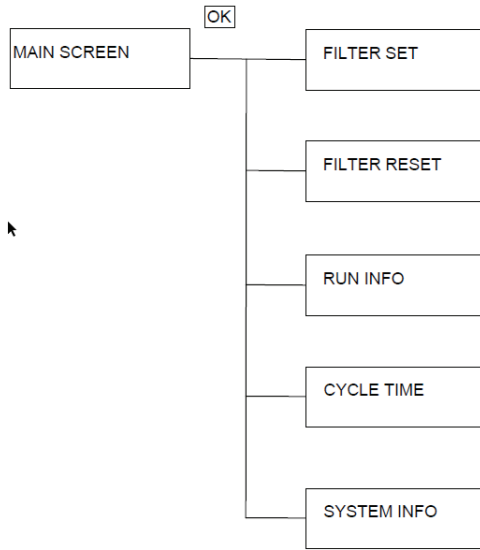 OK
MAIN SCREEN
FILTER SET
FILTER RESET
RUN INFO
CYCLE TIME
SYSTEM INFO